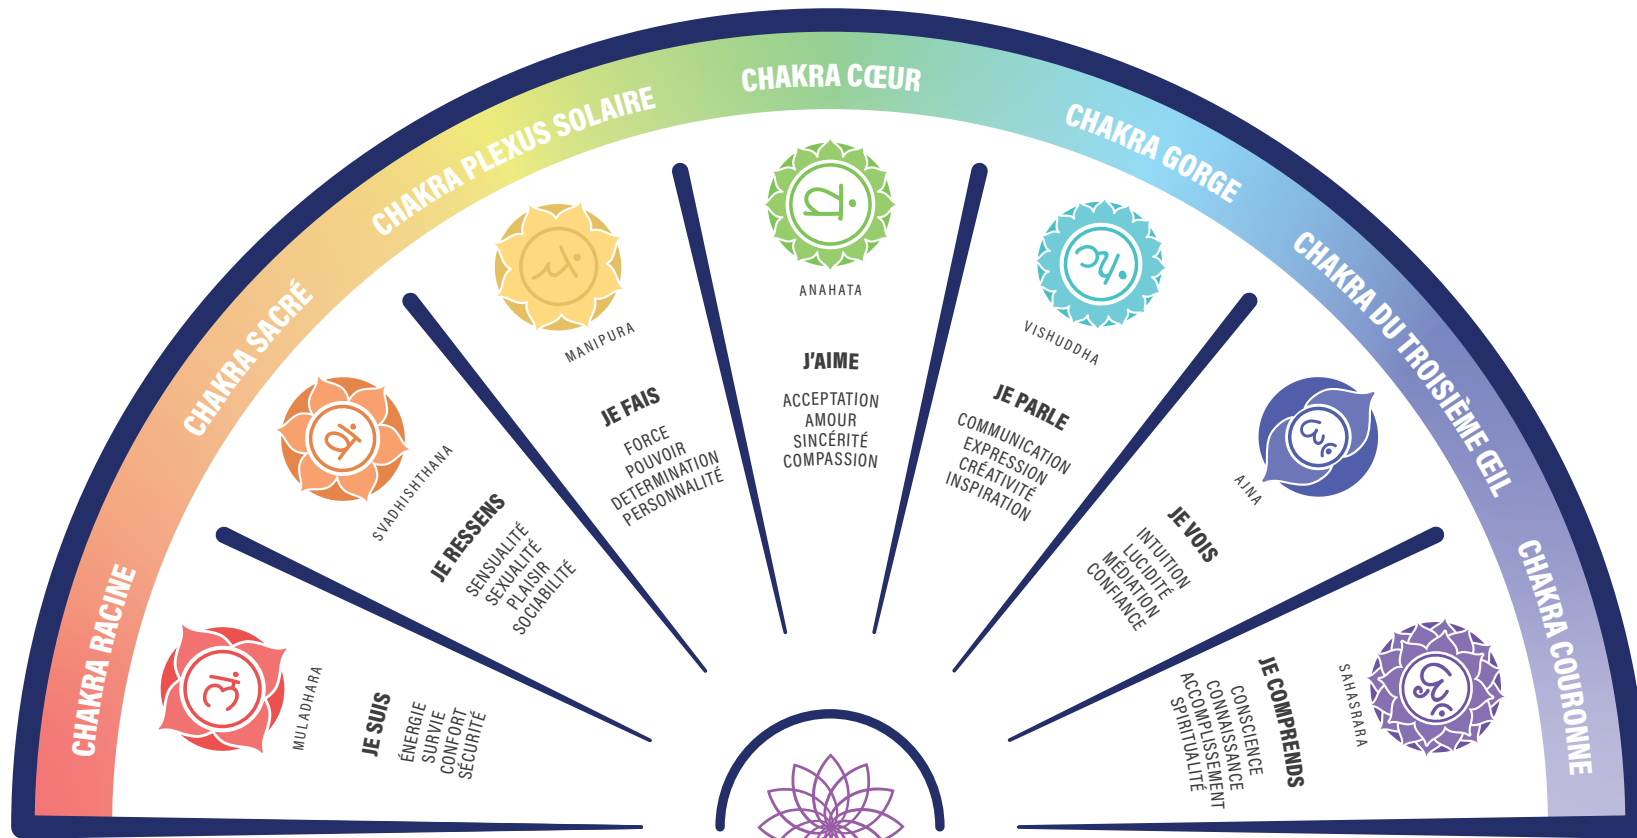 CHAKRA RACINE
MULADHARA
JE SUIS
ÉNERGIE
SURVIE
CONFORT
SÉCURITÉ
CHAKRA SACRÉ
SVADHISHTHANA
JE RESSENS
SENSUALITÉ
SEXUALITÉ
PLAISIR
SOCIABILITÉ
CHAKRA PLEXUS SOLAIRE
MANIPURA
JE FAIS
FORCE
POUVOIR
DETERMINATION
PERSONNALITÉ
CHAKRA CŒUR
ANAHATA
J'AIME
ACCEPTATION
AMOUR
SINCÉRITÉ
COMPASSION
CHAKRA GORGE
VISHUDDHA
JE PARLE
COMMUNICATION
EXPRESSION
CRÉATIVITÉ
INSPIRATION
CHAKRA DU TROISIÈME ŒIL
AJNA
JE VOIS
INTUITION
LUCIDITÉ
MÉDIATION
CONFIANCE
CHAKRA COURONNE
SAHASRARA
JE COMPRENDS
CONSCIENCE
CONNAISSANCE
ACCOMPLISSEMENT
SPIRITUALITÉ